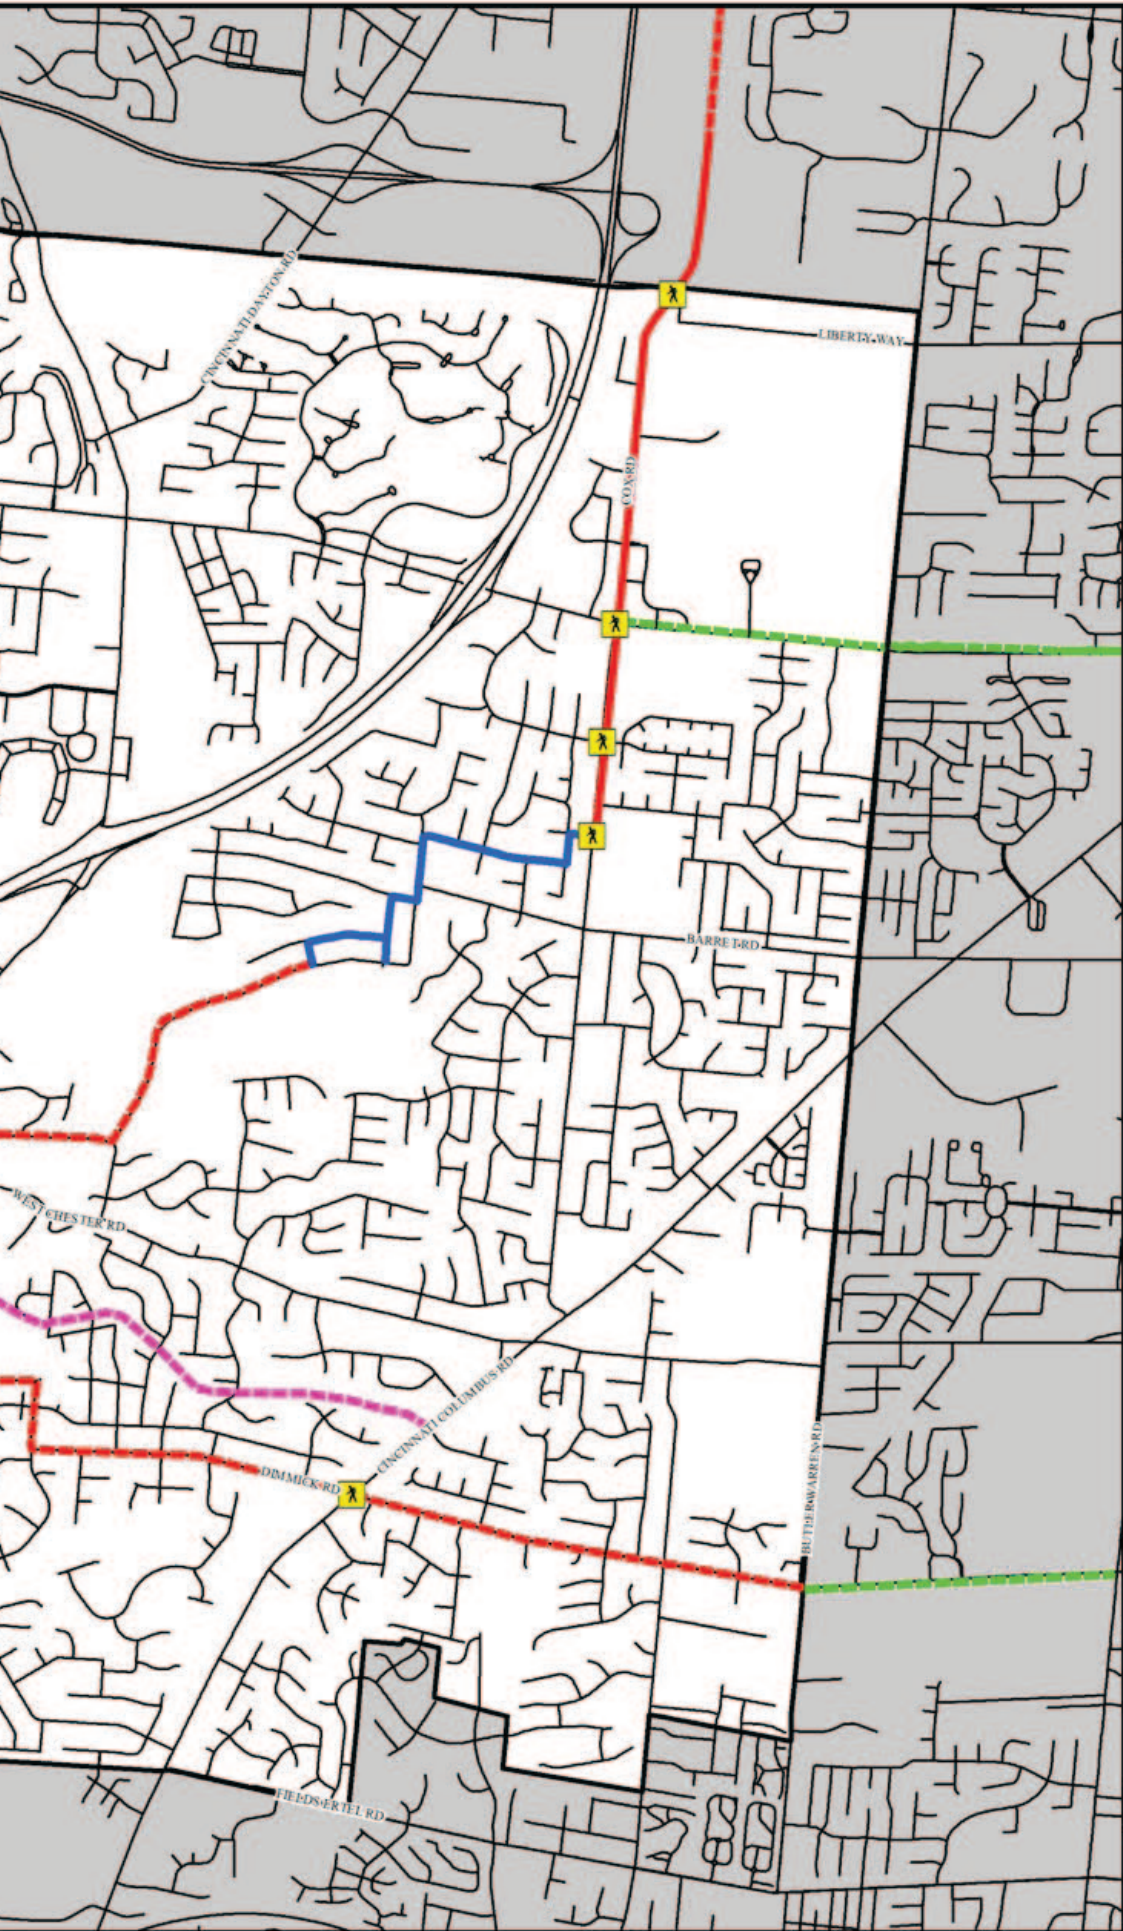 CINCINNATI-DAYTON RD
LIBERTY WAY
COX RD
BARRET RD
WEST CHESTER RD
CINCINNATI COLUMBUS RD
DIMMICK RD
BUTLER WARREN RD
FIELDS ERTEL RD